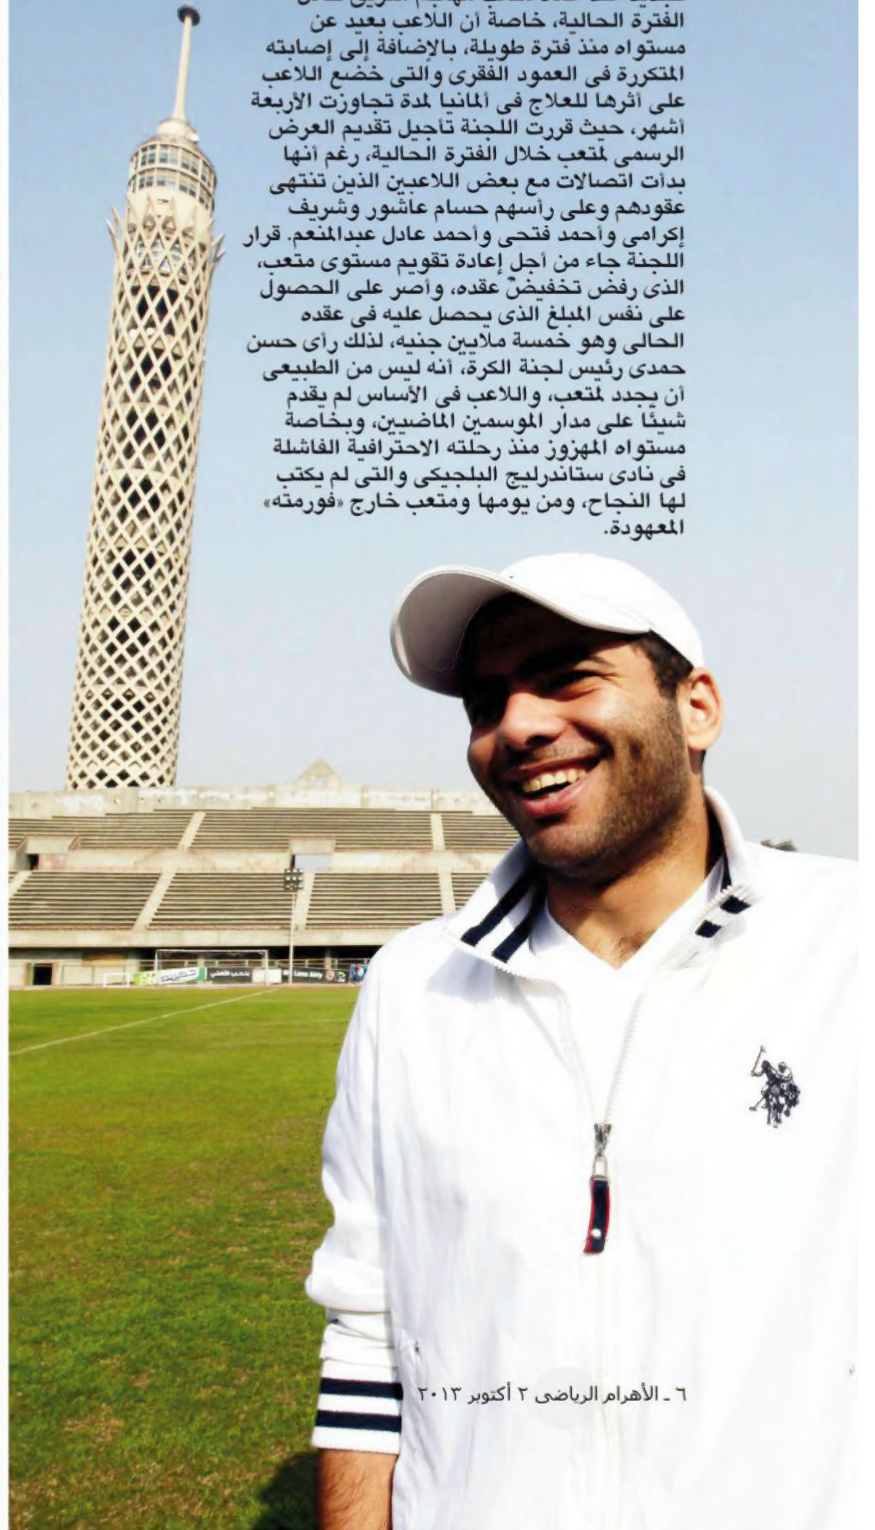 الفترة الحالية، خاصة أن اللاعب بعيد عن
مستواه منذ فترة طويلة، بالإضافة إلى إصابته
المتكررة فى العمود الفقرى والتى خضع اللاعب
على أثرها للعلاج فى ألمانيا لمدة تجاوزت الأربعة
أشهر، حيث قررت اللجنة تأجيل تقديم العرض
الرسمى لمتعب خلال الفترة الحالية، رغم أنها
بدأت اتصالات مع بعض اللاعبين الذين تنتهى
عقودهم وعلى رأسهم حسام عاشور وشريف
إكرامى وأحمد فتحى وأحمد عادل عبدالمنعم. قرار
اللجنة جاء من أجل إعادة تقويم مستوى متعب،
الذى رفض تخفيض عقده، وأصر على الحصول
على نفس المبلغ الذى يحصل عليه فى عقده
الحالى وهو خمسة ملايين جنيه، لذلك رأى حسن
حمدى رئيس لجنة الكرة، أنه ليس من الطبيعى
أن يجدد لمتعب، واللاعب فى الأساس لم يقدم
شيئًا على مدار الموسمين الماضيين، وبخاصة
مستواه المهزوز منذ رحلته الاحترافية الفاشلة
فى نادى ستاندرليج البلجيكى والتى لم يكتب
لها النجاح، ومن يومها ومتعب خارج «فورمته»
المعهودة.
بنحب الأهلى
We Love Ahly
٦ ـ الأهرام الرياضى ٢ أكتوبر ٢٠١٣